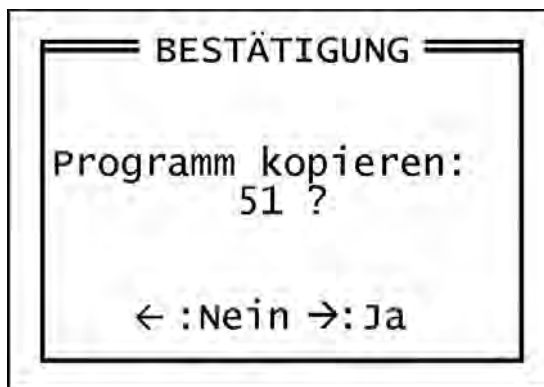 BESTÄTIGUNG
Programm kopieren:
51 ?
← :Nein →:Ja